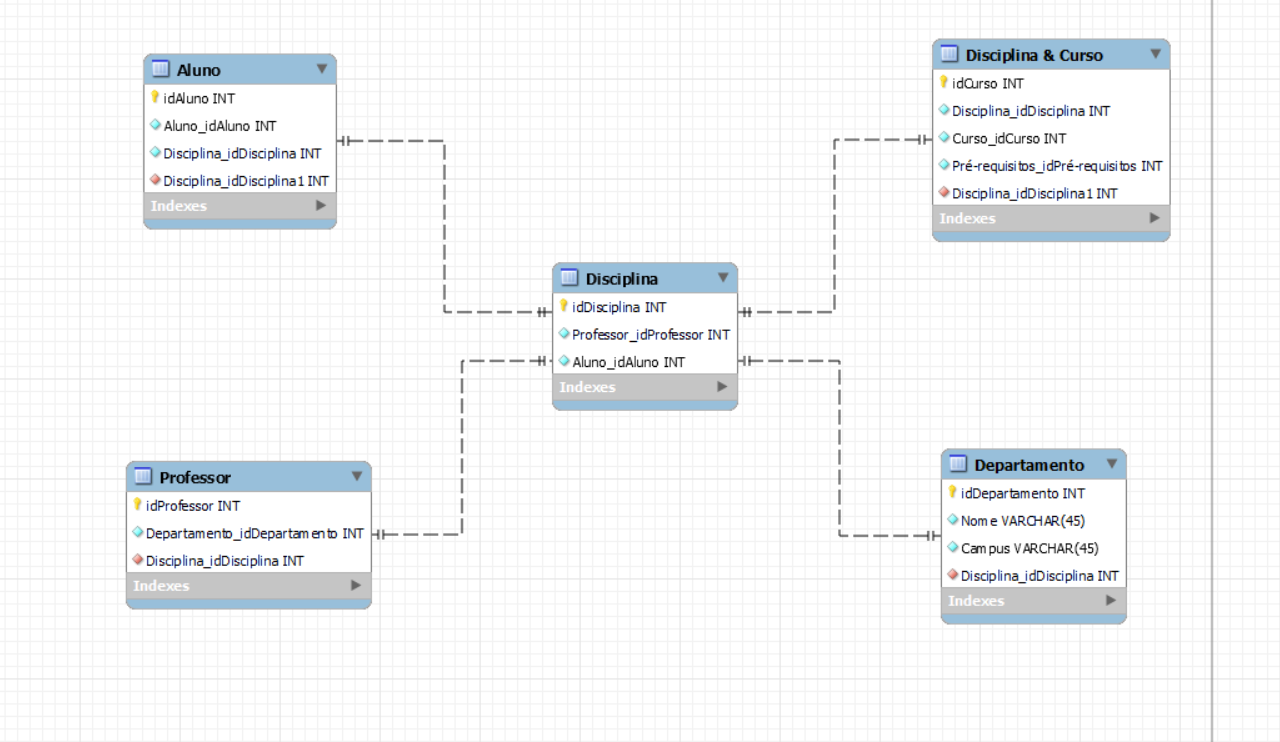 Aluno
idAluno INT
Aluno_idAluno INT
Disciplina_idDisciplina INT
Disciplina_idDisciplina1 INT
Indexes
Disciplina & Curso
idCurso INT
Disciplina_idDisciplina INT
Curso_idCurso INT
Pré-requisitos_idPré-requisitos INT
Disciplina_idDisciplina1 INT
Indexes
Disciplina
idDisciplina INT
Professor_idProfessor INT
Aluno_idAluno INT
Indexes
Professor
idProfessor INT
Departamento_idDepartamento INT
Disciplina_idDisciplina INT
Indexes
Departamento
idDepartamento INT
Nome VARCHAR(45)
Campus VARCHAR(45)
Disciplina_idDisciplina INT
Indexes